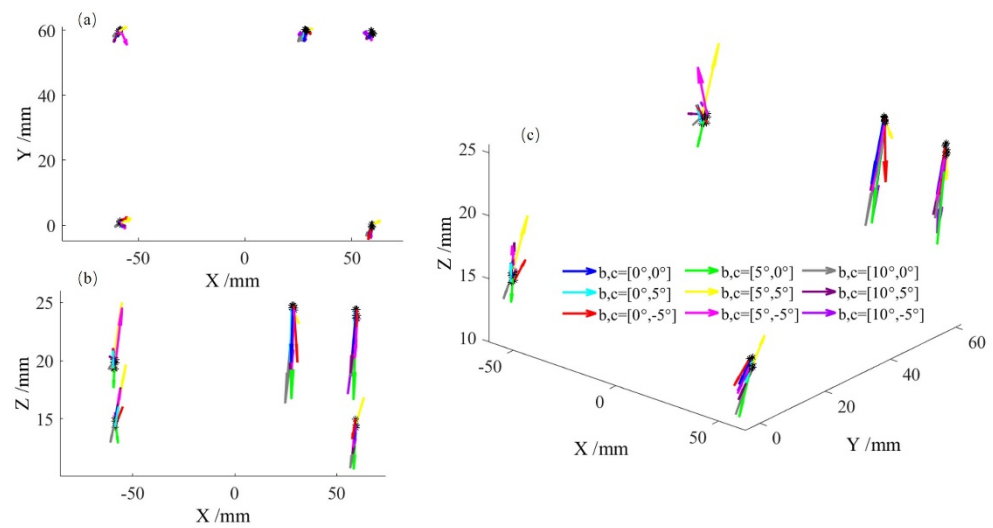 (a)
60
40
20
0
Y /mm
-50
0
50
X /mm
(b)
25
20
15
Z /mm
-50
0
50
X /mm
(c)
25
20
15
10
Z /mm
b,c=[0°,0°] b,c=[5°,0°] b,c=[10°,0°]
b,c=[0°,5°] b,c=[5°,5°] b,c=[10°,5°]
b,c=[0°,-5°] b,c=[5°,-5°] b,c=[10°,-5°]
-50
0
50
X /mm
0
20
40
60
Y /mm